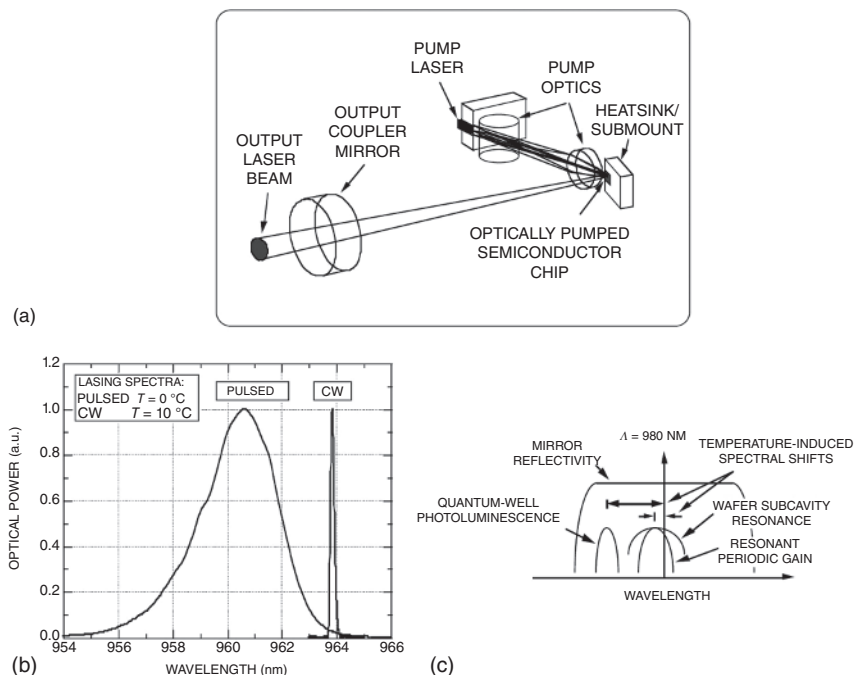 PUMP
LASER
PUMP
OPTICS
HEATSINK/
SUBMOUNT
OUTPUT
COUPLER
MIRROR
OUTPUT
LASER
BEAM
OPTICALLY PUMPED
SEMICONDUCTOR
CHIP
(a)
1.2
1.0
0.8
0.6
0.4
0.2
0.0
OPTICAL POWER (a.u.)
LASING SPECTRA:
PULSED T = 0 °C
CW T = 10 °C
PULSED
CW
954 956 958 960 962 964 966
WAVELENGTH (nm)
(b)
Λ = 980 NM
MIRROR
REFLECTIVITY
TEMPERATURE-INDUCED
SPECTRAL SHIFTS
QUANTUM-WELL
PHOTOLUMINESCENCE
WAFER SUBCAVITY
RESONANCE
RESONANT
PERIODIC GAIN
WAVELENGTH
(c)